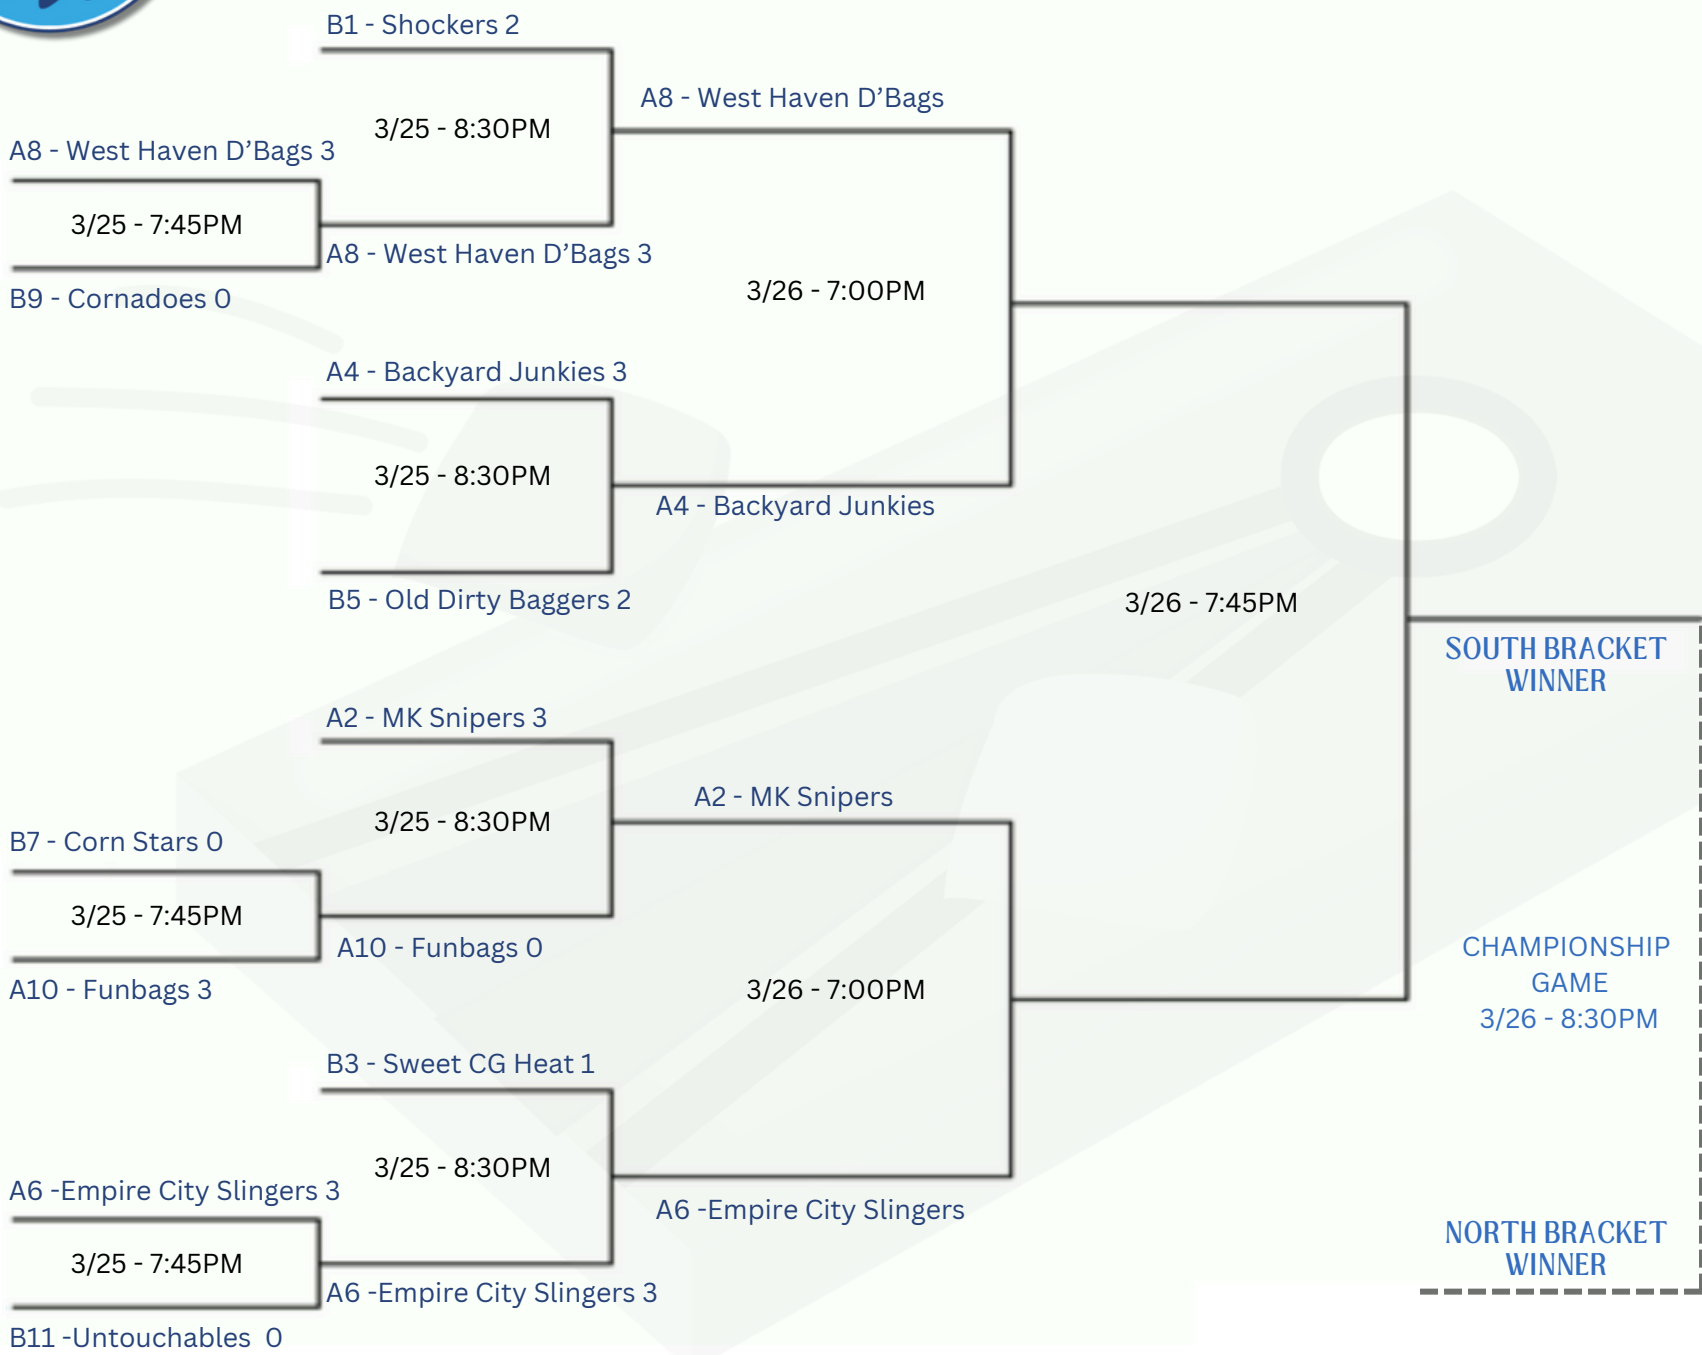 B1 - Shockers 2
A8 - West Haven D’Bags
3/25 - 8:30PM
A8 - West Haven D’Bags 3
3/25 - 7:45PM
A8 - West Haven D’Bags 3
B9 - Cornadoes 0
3/26 - 7:00PM
A4 - Backyard Junkies 3
3/25 - 8:30PM
A4 - Backyard Junkies
B5 - Old Dirty Baggers 2
3/26 - 7:45PM
SOUTH BRACKET
WINNER
A2 - MK Snipers 3
A2 - MK Snipers
3/25 - 8:30PM
B7 - Corn Stars 0
3/25 - 7:45PM
A10 - Funbags 0
A10 - Funbags 3
3/26 - 7:00PM
CHAMPIONSHIP
GAME
3/26 - 8:30PM
B3 - Sweet CG Heat 1
3/25 - 8:30PM
A6 -Empire City Slingers 3
A6 -Empire City Slingers
3/25 - 7:45PM
A6 -Empire City Slingers 3
B11 -Untouchables  0
NORTH BRACKET
WINNER